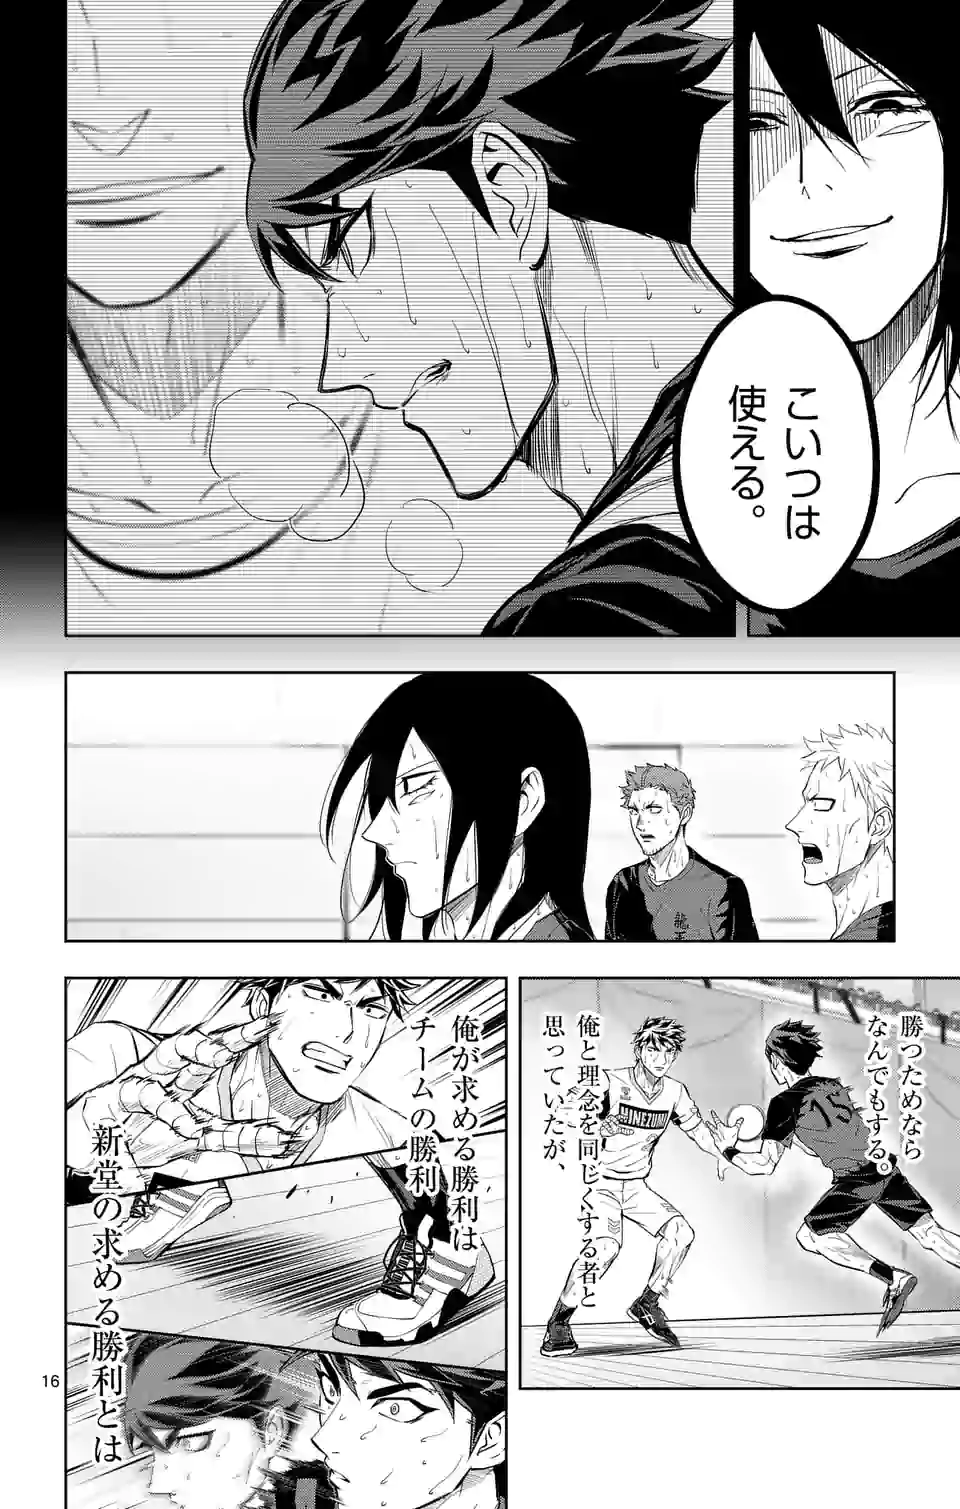 こいつは
使える。
龍
勝つためなら
なんでもする。
俺と理念を同じくする者と
思っていたが、
HINEZUMI
俺が求める勝利は
チームの勝利
新堂の求める勝利とは
16